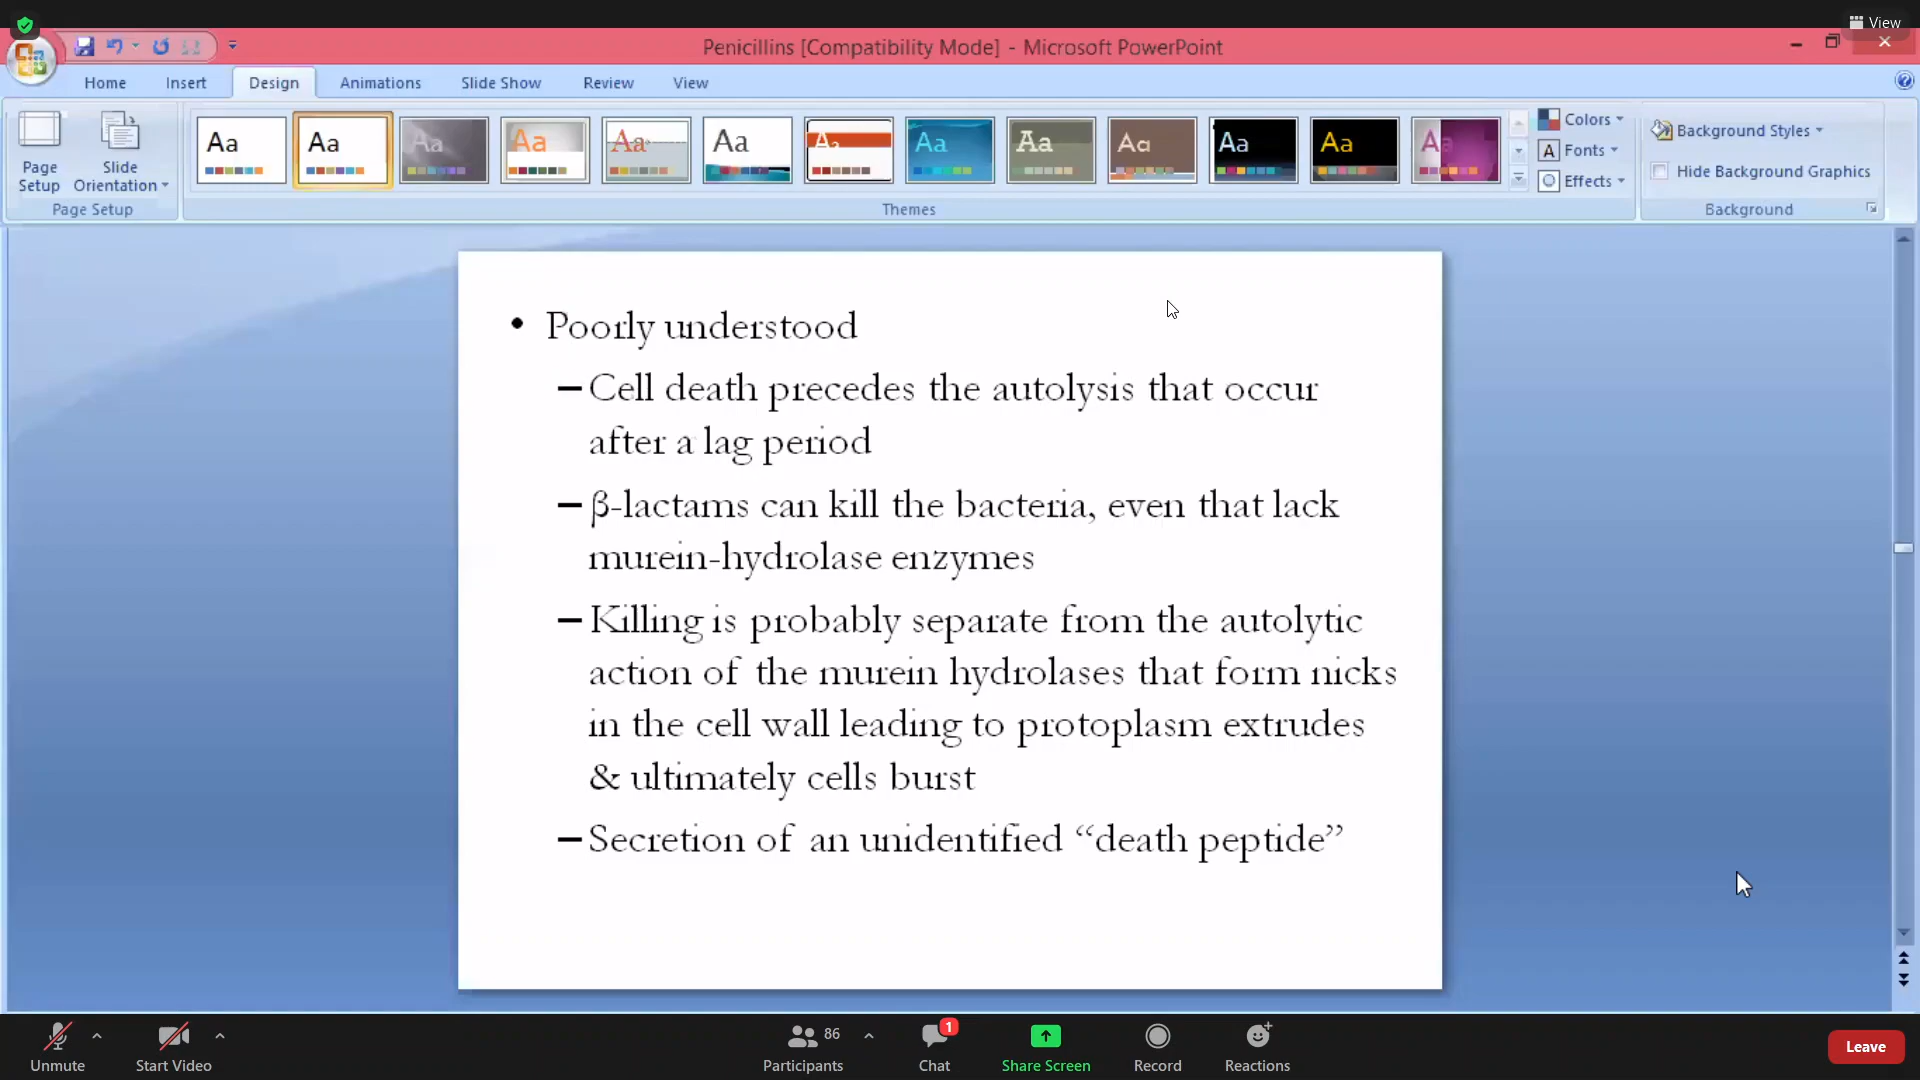 View
Penicillins [Compatibility Mode] - Microsoft PowerPoint
Home Insert Design Animations Slide Show Review View
Page Setup
Slide Orientation
Page Setup
Aa Aa Aa Aa Aa Aa Aa Aa Aa Aa Aa Aa Aa
Themes
Colors
A Fonts
Effects
Background Styles
Hide Background Graphics
Background
• Poorly understood
– Cell death precedes the autolysis that occur
after a lag period
– β-lactams can kill the bacteria, even that lack
murein-hydrolase enzymes
– Killing is probably separate from the autolytic
action of the murein hydrolases that form nicks
in the cell wall leading to protoplasm extrudes
& ultimately cells burst
– Secretion of an unidentified “death peptide”
Unmute
Start Video
86
Participants
1
Chat
Share Screen
Record
Reactions
Leave